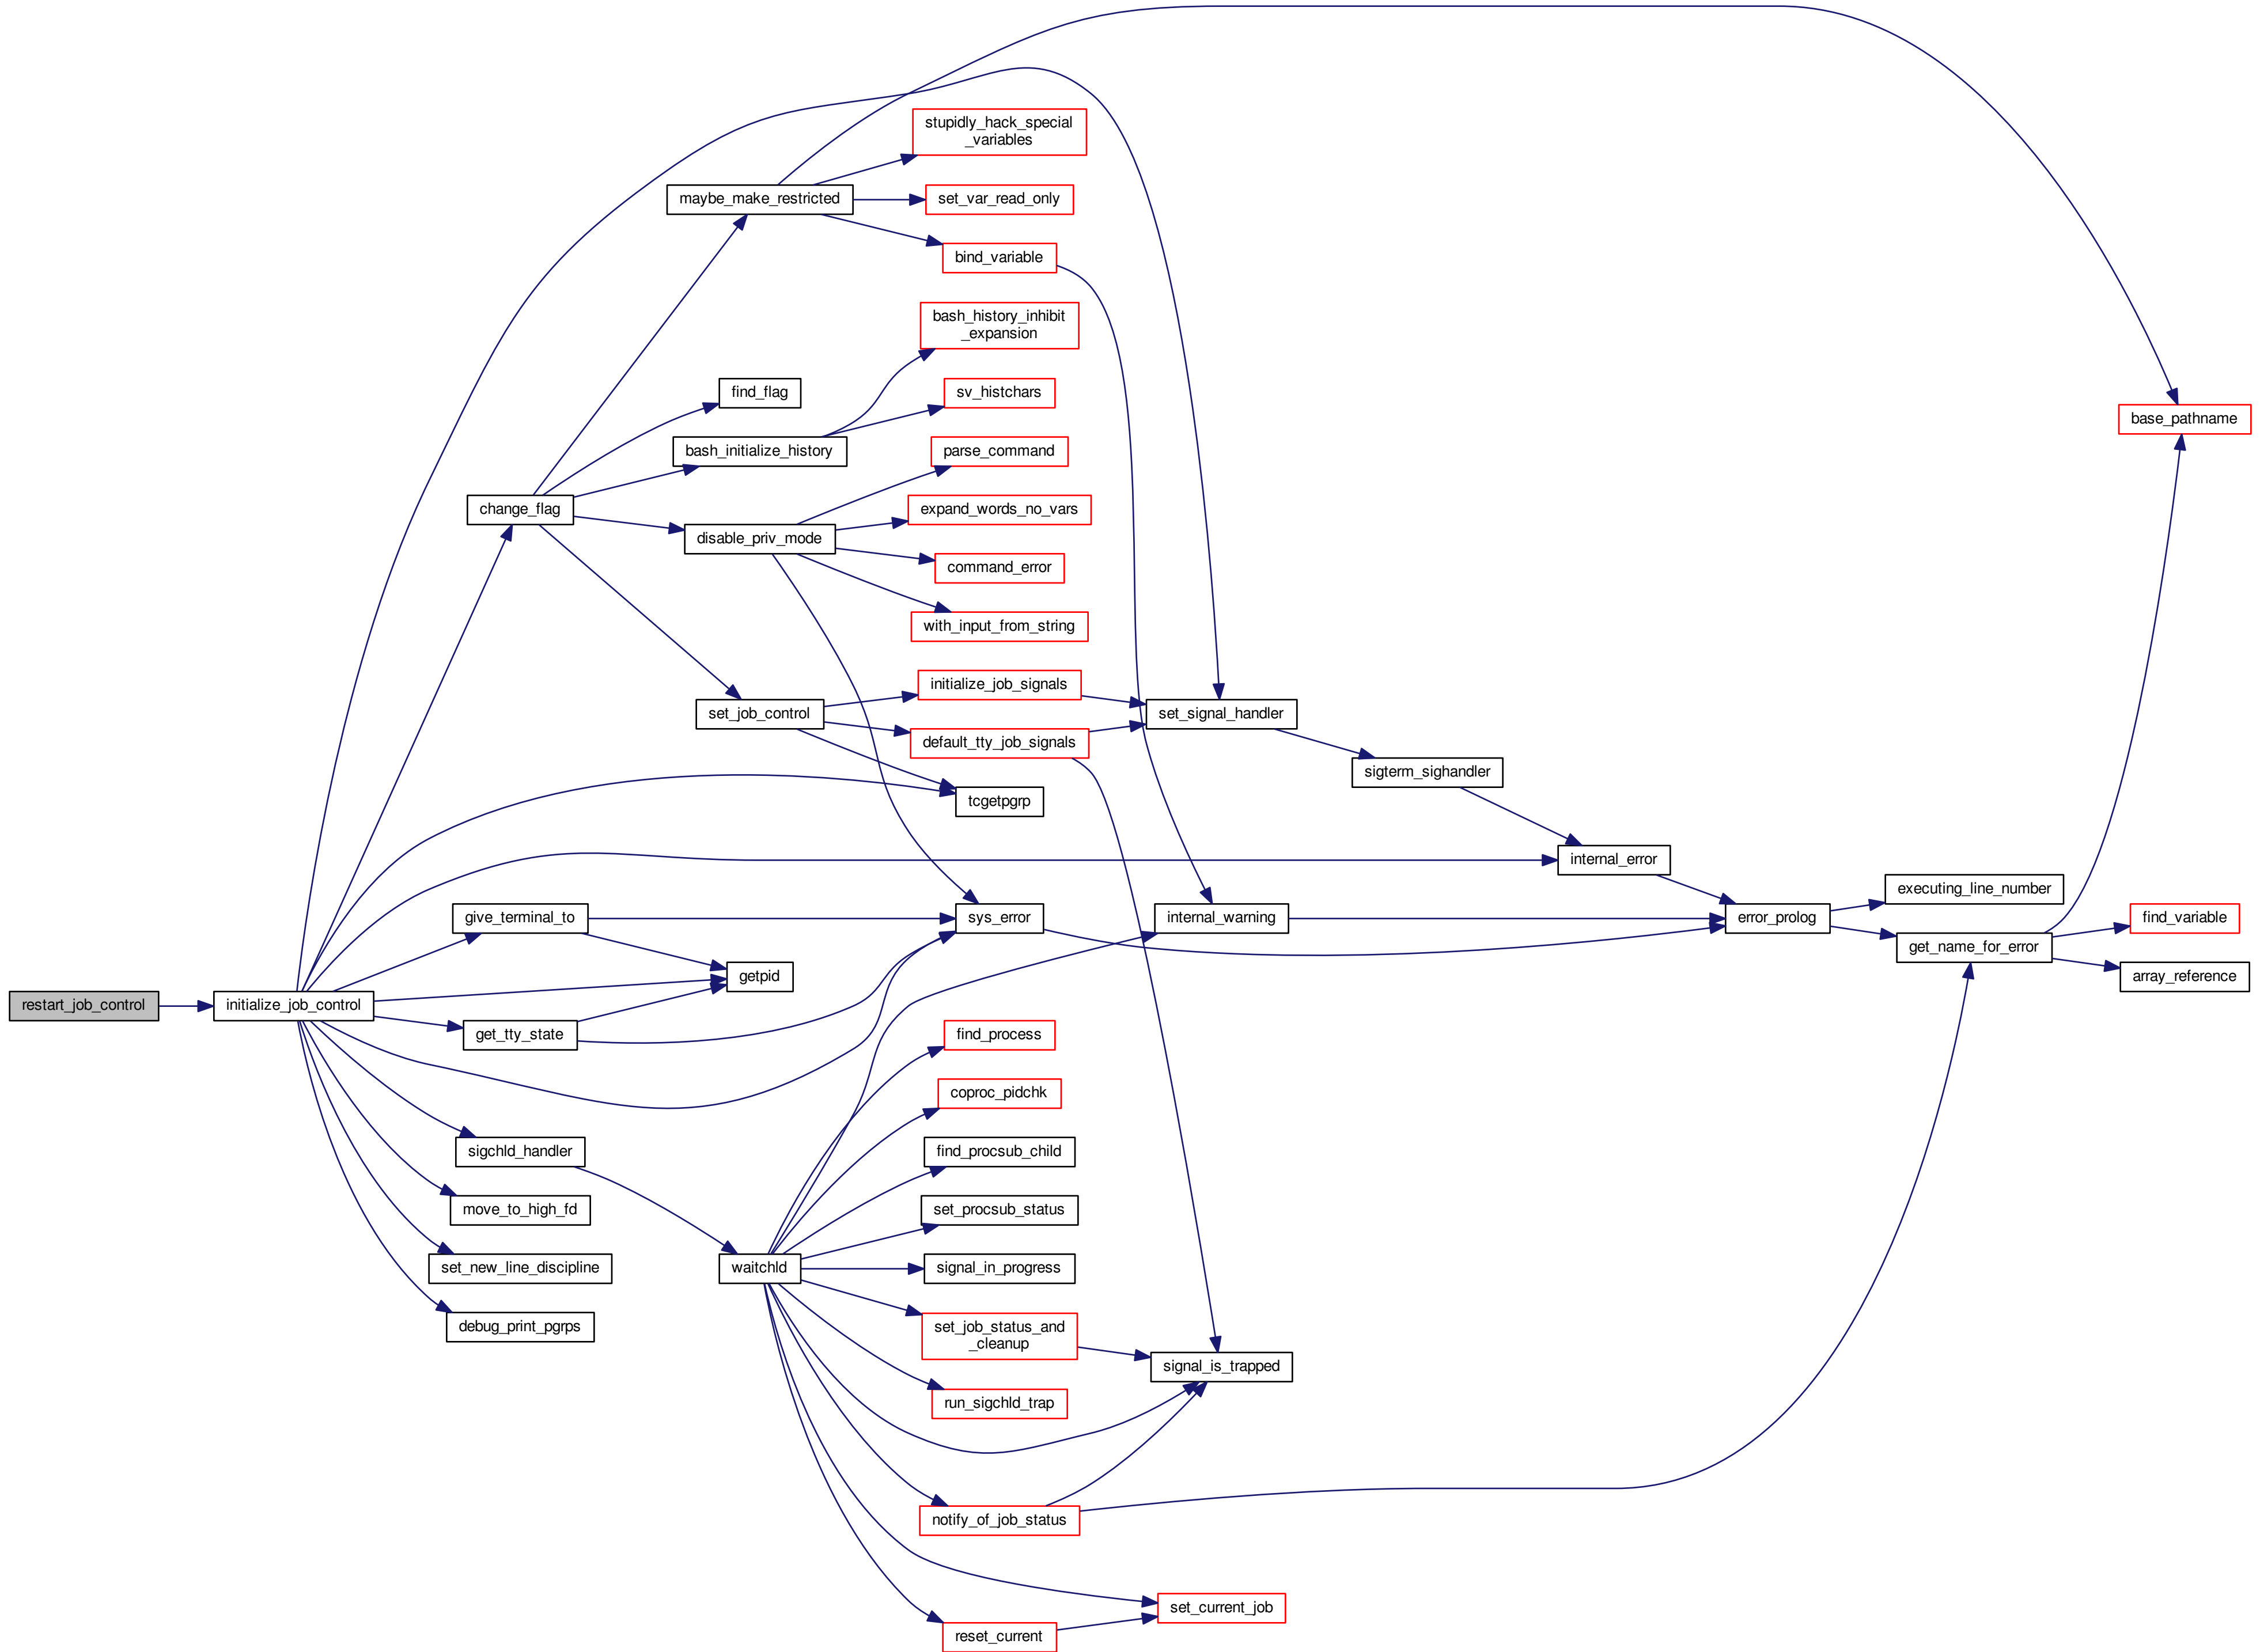 stupidly_hack_special
_variables
maybe_make_restricted
set_var_read_only
bind_variable
bash_history_inhibit
_expansion
find_flag
sv_histchars
base_pathname
bash_initialize_history
parse_command
change_flag
expand_words_no_vars
disable_priv_mode
command_error
with_input_from_string
initialize_job_signals
set_job_control
set_signal_handler
default_tty_job_signals
sigterm_sighandler
tcgetpgrp
internal_error
executing_line_number
give_terminal_to
sys_error
internal_warning
error_prolog
find_variable
get_name_for_error
getpid
array_reference
restart_job_control
initialize_job_control
get_tty_state
find_process
coproc_pidchk
sigchld_handler
find_procsub_child
move_to_high_fd
set_procsub_status
set_new_line_discipline
waitchld
signal_in_progress
debug_print_pgrps
set_job_status_and
_cleanup
signal_is_trapped
run_sigchld_trap
notify_of_job_status
set_current_job
reset_current